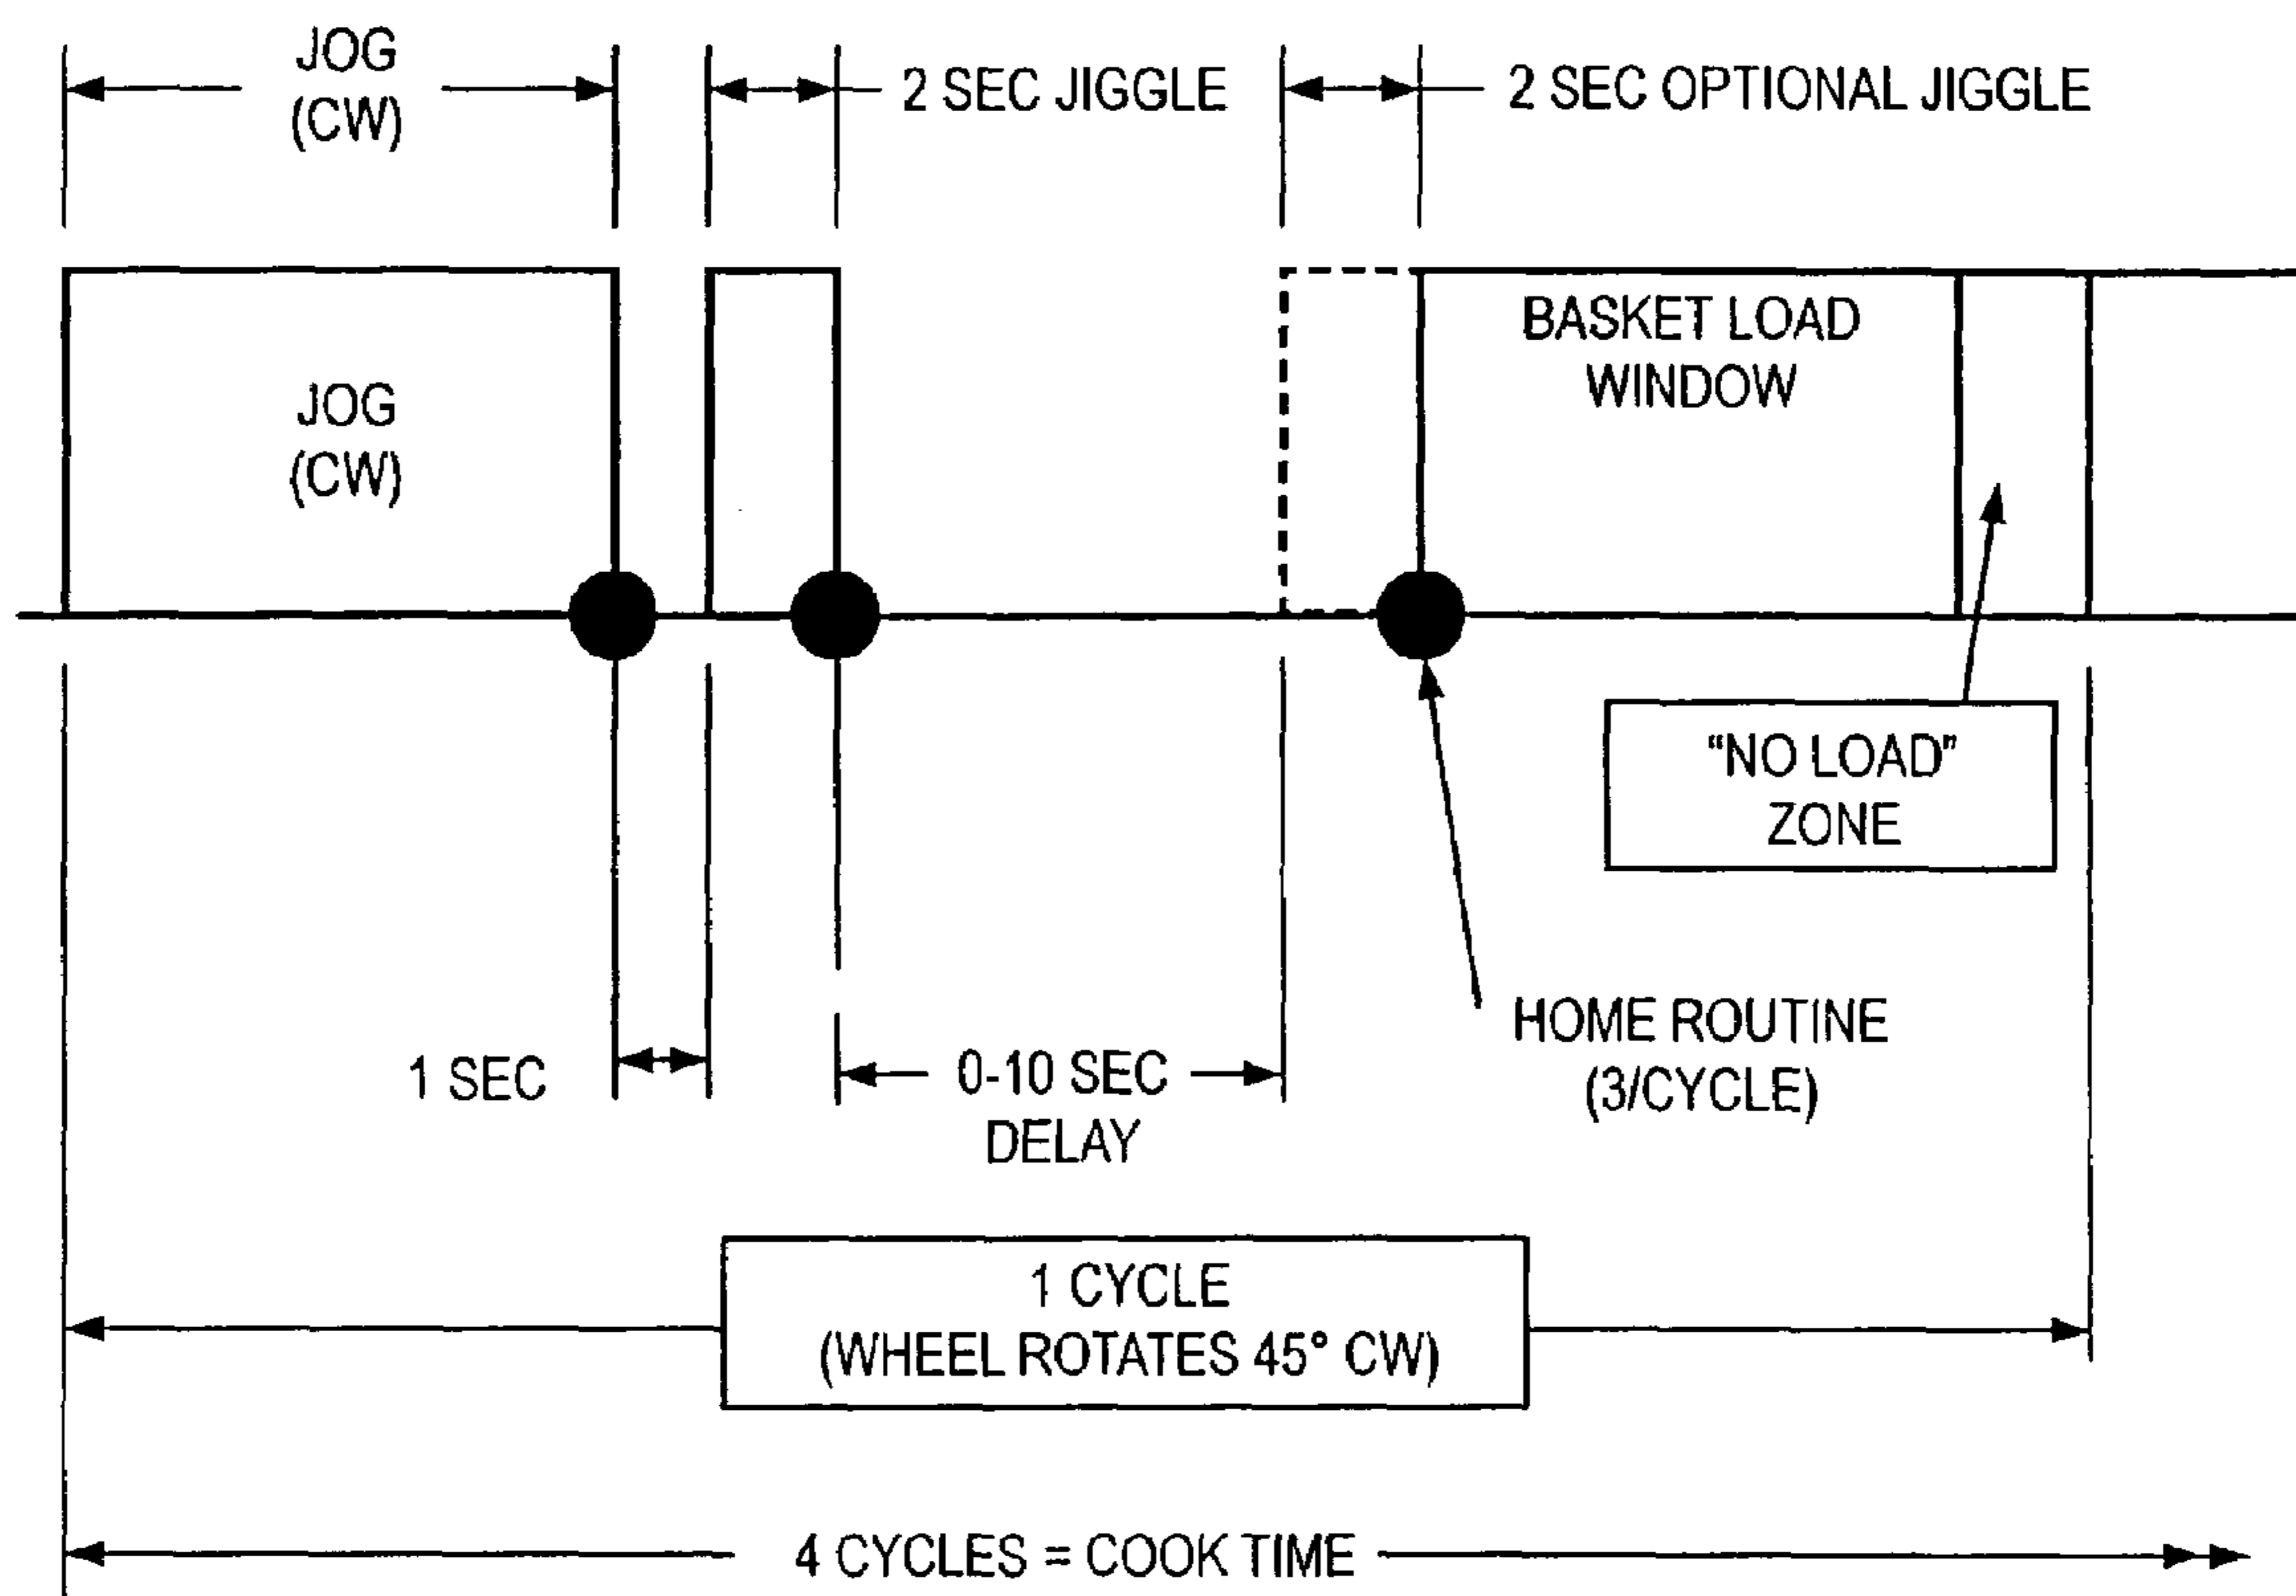 JOG
(CW)
2 SEC JIGGLE
2 SEC OPTIONAL JIGGLE
JOG
(CW)
BASKET LOAD
WINDOW
"NO LOAD"
ZONE
1 SEC
0-10 SEC
DELAY
HOME ROUTINE
(3/CYCLE)
1 CYCLE
(WHEEL ROTATES 45° CW)
4 CYCLES = COOK TIME